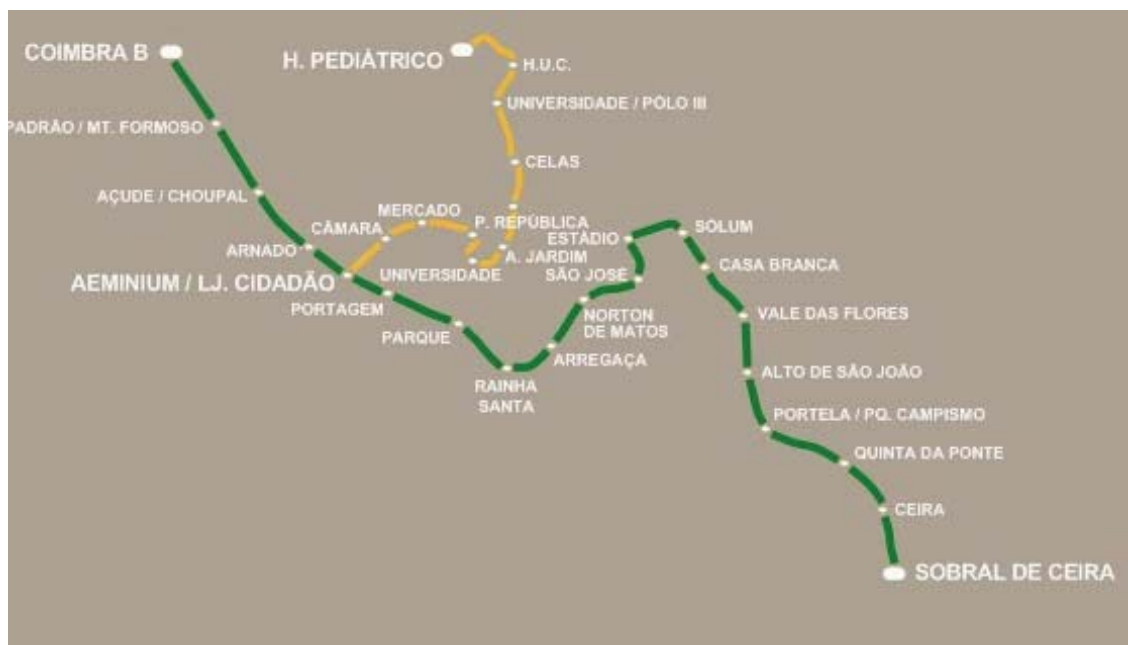 COIMBRA B
H. PEDIÁTRICO
H.U.C.
UNIVERSIDADE / PÓLO III
PADRÃO / MT. FORMOSO
CELAS
AÇUDE / CHOUPAL
MERCADO
P. REPÚBLICA
CÂMARA
ESTÁDIO
SOLUM
ARNADO
A. JARDIM
CASA BRANCA
UNIVERSIDADE
SÃO JOSÉ
AEMINIUM / LJ. CIDADÃO
PORTAGEM
NORTON
DE MATOS
VALE DAS FLORES
PARQUE
ARREGAÇA
ALTO DE SÃO JOÃO
RAINHA
SANTA
PORTELA / PQ. CAMPISMO
QUINTA DA PONTE
CEIRA
SOBRAL DE CEIRA